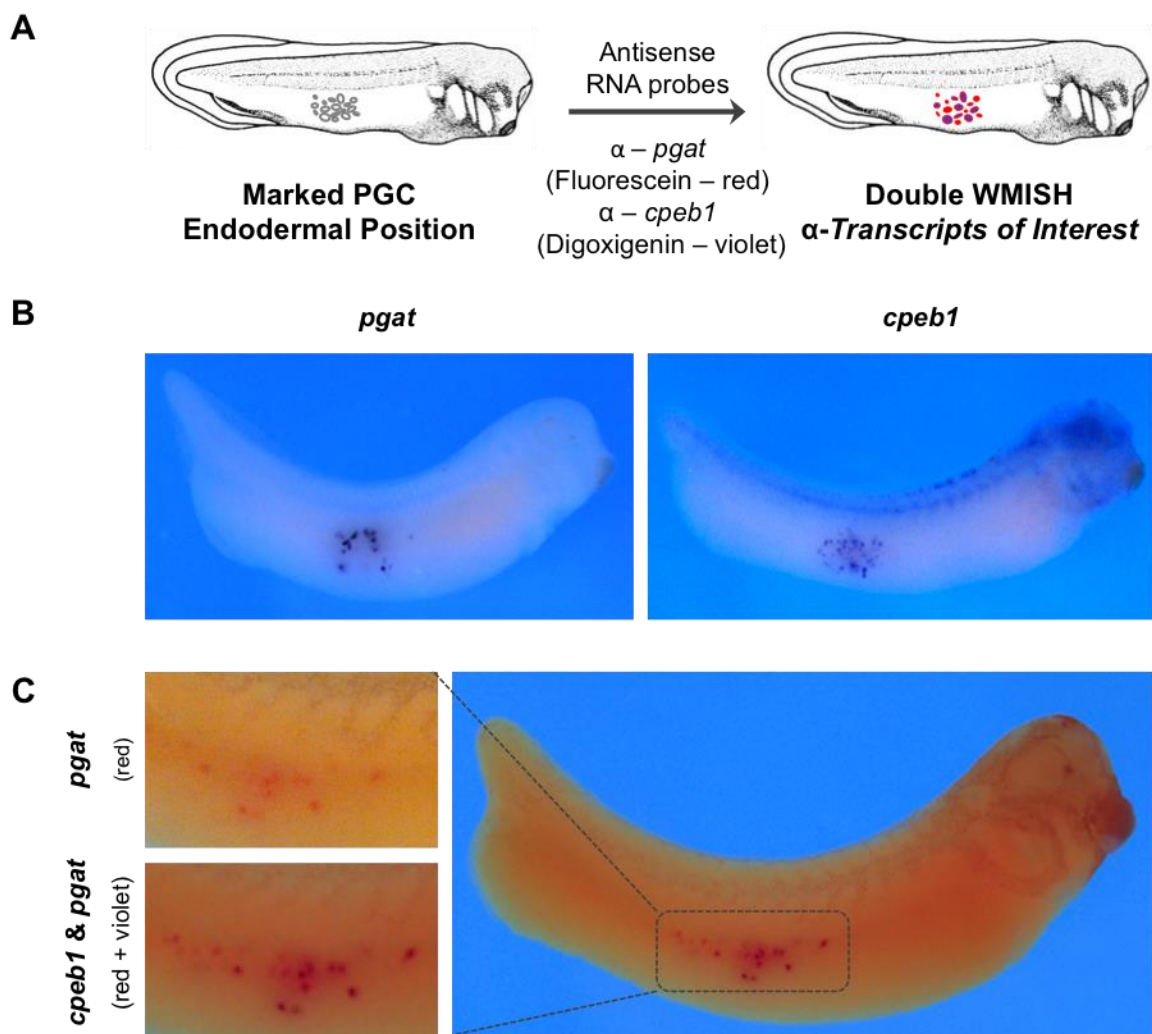 A
Antisense
RNA probes
α – pgat
(Fluorescein – red)
α – cpeb1
(Digoxigenin – violet)
Marked PGC
Endodermal Position
Double WMISH
α-Transcripts of Interest
B
pgat
cpeb1
C
pgat
(red)
cpeb1 & pgat
(red + violet)